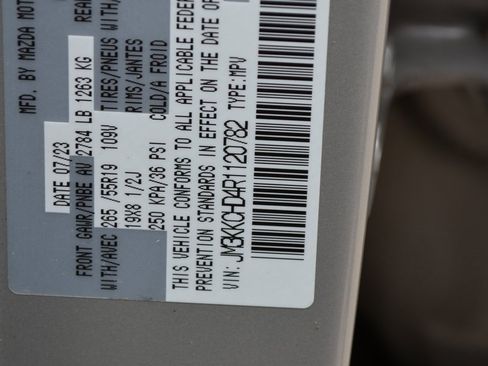 MFD. BY MAZDA MOT
DATE 07/23
FRONT GAWR/PNBE AV 2784 LB 1263 KG REA
WITH/AVEC 265 /55R19 109V TIRES/PNEUS WITH/
19X8 1/2J RIMS/JANTES
250 KPA/36 PSI COLD/A FROID
THIS VEHICLE CONFORMS TO ALL APPLICABLE FEDE
PREVENTION STANDARDS IN EFFECT ON THE DATE OF
VIN: JM3KKCHD4R1120782 TYPE:MPV